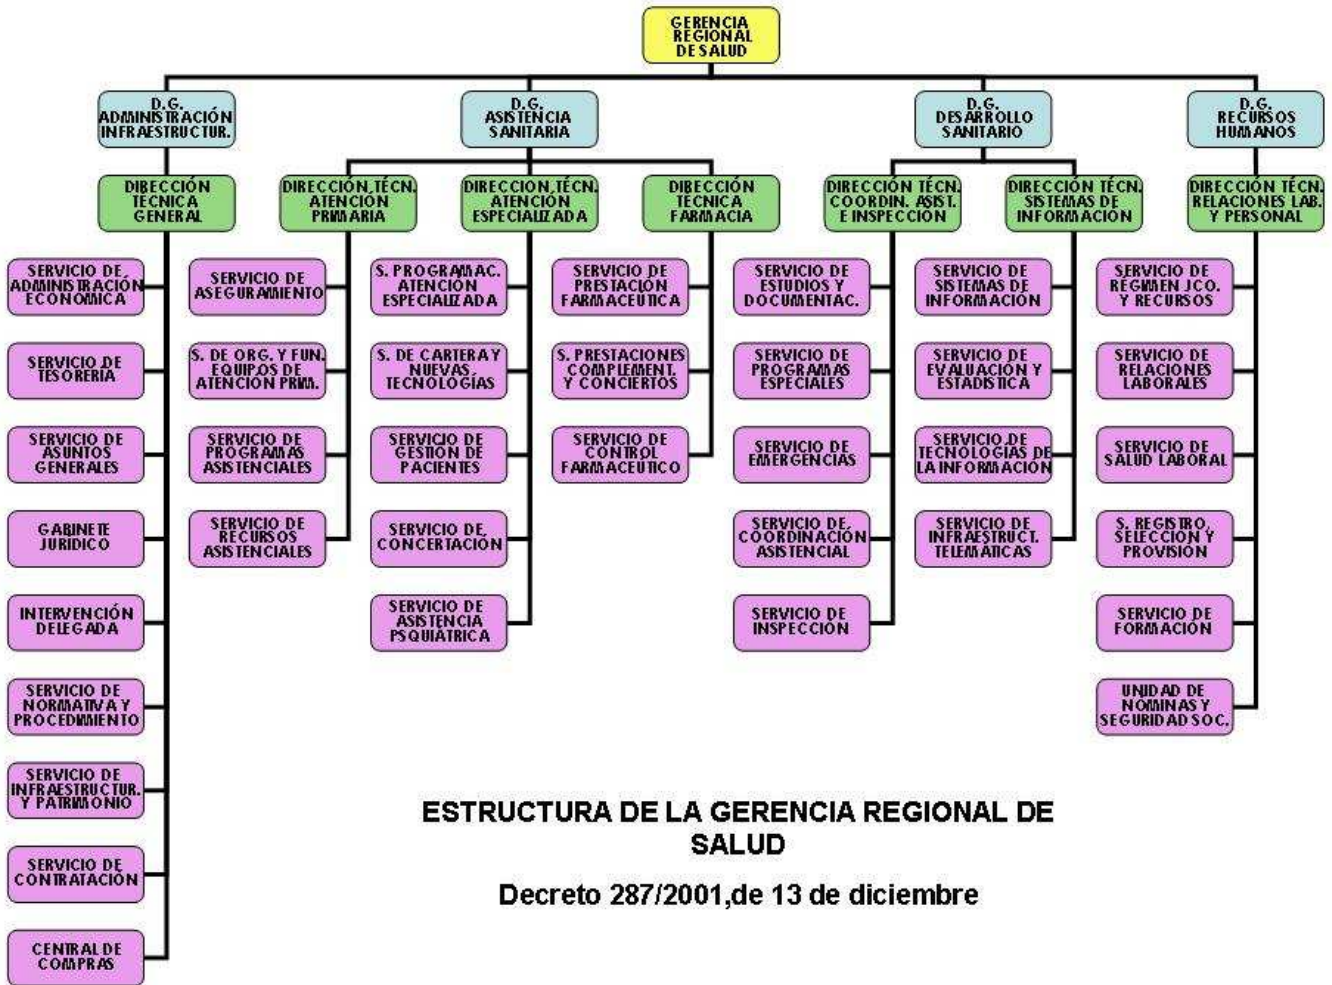 GERENCIA
REGIONAL
DE SALUD
D.G.
ADMINISTRACIÓN
INFRAESTRUCTUR.
D.G.
ASISTENCIA
SANITARIA
D.G.
DESARROLLO
SANITARIO
D.G.
RECURSOS
HUMANOS
DIRECCIÓN
TÉCNICA
GENERAL
DIRECCIÓN TÉCN.
ATENCIÓN
PRIMARIA
DIRECCIÓN TÉCN.
ATENCIÓN
ESPECIALIZADA
DIRECCIÓN
TÉCNICA
FARMACIA
DIRECCIÓN TÉCN.
COORDIN. ASIST.
E INSPECCIÓN
DIRECCIÓN TÉCN.
SISTEMAS DE
INFORMACIÓN
DIRECCIÓN TÉCN.
RELACIONES LAB.
Y PERSONAL
SERVICIO DE
ADMINISTRACIÓN
ECONÓMICA
SERVICIO DE
TESORERÍA
SERVICIO DE
ASUNTOS
GENERALES
GABINETE
JURÍDICO
INTERVENCIÓN
DELEGADA
SERVICIO DE
NORMATIVA Y
PROCEDIMIENTO
SERVICIO DE
INFRAESTRUCTUR.
Y PATRIMONIO
SERVICIO DE
CONTRATACIÓN
CENTRAL DE
COMPRAS
SERVICIO DE
ASEGURAMIENTO
S. DE ORG. Y FUN.
EQUIPOS DE
ATENCIÓN PRIM.
SERVICIO DE
PROGRAMAS
ASISTENCIALES
SERVICIO DE
RECURSOS
ASISTENCIALES
S. PROGRAMAC.
ATENCIÓN
ESPECIALIZADA
S. DE CARTERA Y
NUEVAS
TECNOLOGÍAS
SERVICIO DE
GESTIÓN DE
PACIENTES
SERVICIO DE
CONCERTACIÓN
SERVICIO DE
ASISTENCIA
PSQUIÁTRICA
SERVICIO DE
PRESTACIÓN
FARMACEÚTICA
S. PRESTACIONES
COMPLEMENT.
Y CONCIERTOS
SERVICIO DE
CONTROL
FARMACEÚTICO
SERVICIO DE
ESTUDIOS Y
DOCUMENTAC.
SERVICIO DE
PROGRAMAS
ESPECIALES
SERVICIO DE
EMERGENCIAS
SERVICIO DE
COORDINACIÓN
ASISTENCIAL
SERVICIO DE
INSPECCIÓN
SERVICIO DE
SISTEMAS DE
INFORMACIÓN
SERVICIO DE
EVALUACIÓN Y
ESTADÍSTICA
SERVICIO DE
TECNOLOGÍAS DE
LA INFORMACIÓN
SERVICIO DE
INFRAESTRUCT.
TELEMÁTICAS
SERVICIO DE
RÉGIMEN JCO.
Y RECURSOS
SERVICIO DE
RELACIONES
LABORALES
SERVICIO DE
SALUD LABORAL
S. REGISTRO,
SELECCIÓN Y
PROVISIÓN
SERVICIO DE
FORMACIÓN
UNIDAD DE
NÓMINAS Y
SEGURIDAD SOC.
ESTRUCTURA DE LA GERENCIA REGIONAL DE
SALUD
Decreto 287/2001,de 13 de diciembre